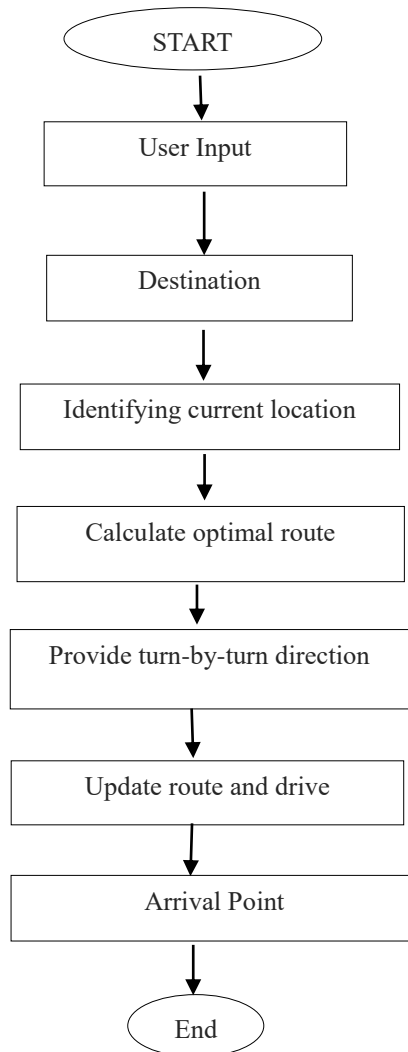 START
User Input
Destination
Identifying current location
Calculate optimal route
Provide turn-by-turn direction
Update route and drive
Arrival Point
End